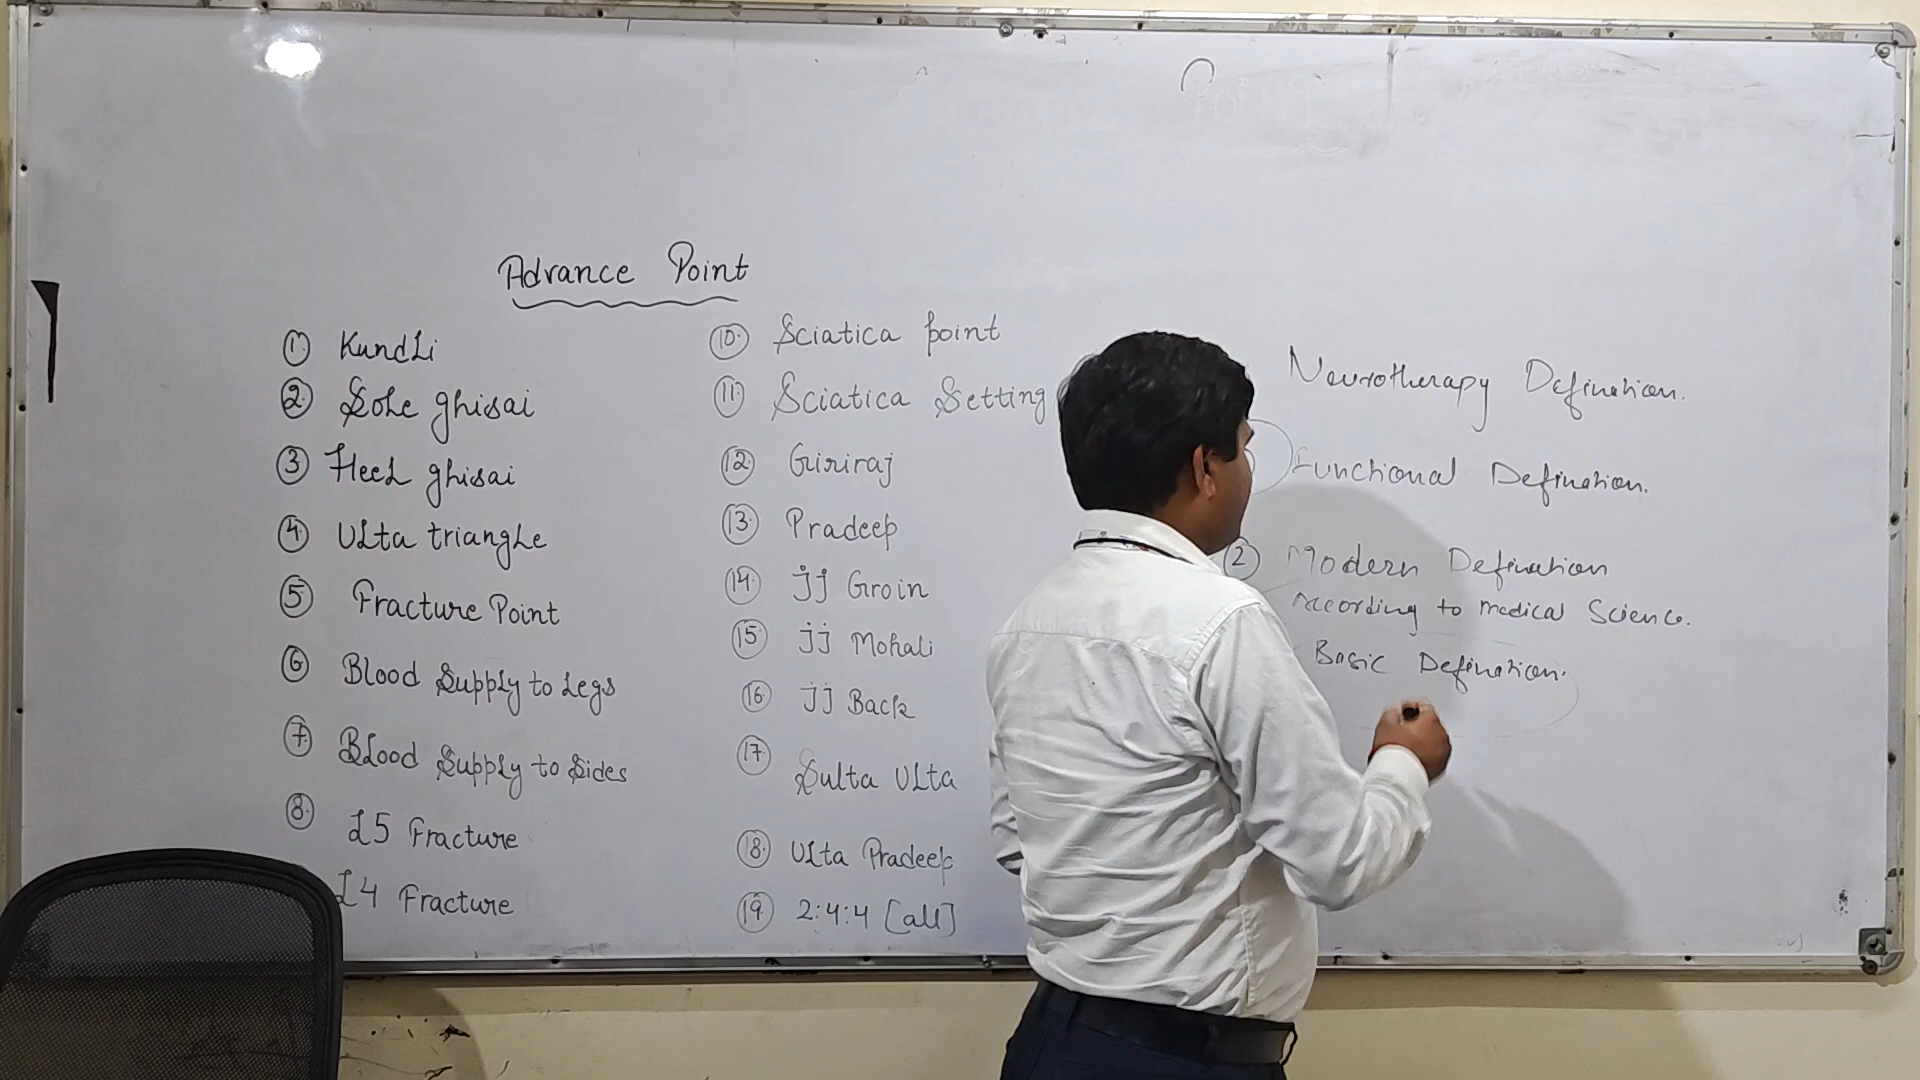 Advance Point
1. Kundli
2. Sole ghisai
3 Heel ghisai
4. Ulta triangle
5 Fracture Point
6 Blood Supply to Legs
7. Blood Supply to Sides
8. L5 Fracture
L4 Fracture
10. Sciatica point
11. Sciatica Setting
12. Giriraj
13. Pradeep
14. jj Groin
15. jj Mohali
16. jj Back
17. Sulta Ulta
18. Ulta Pradeep
19. 2:4:4 [all]
Neurotherapy Defination.
Functional Defination.
2 Modern Defination
According to medical Science.
Basic Defination.